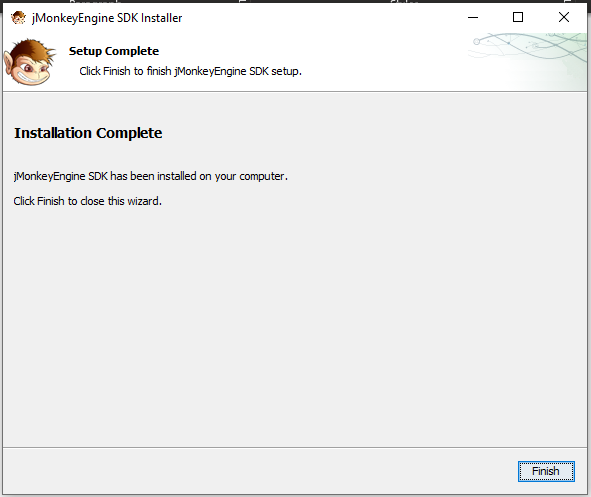 jMonkeyEngine SDK Installer
Setup Complete
Click Finish to finish jMonkeyEngine SDK setup.
Installation Complete
jMonkeyEngine SDK has been installed on your computer.
Click Finish to close this wizard.
Finish